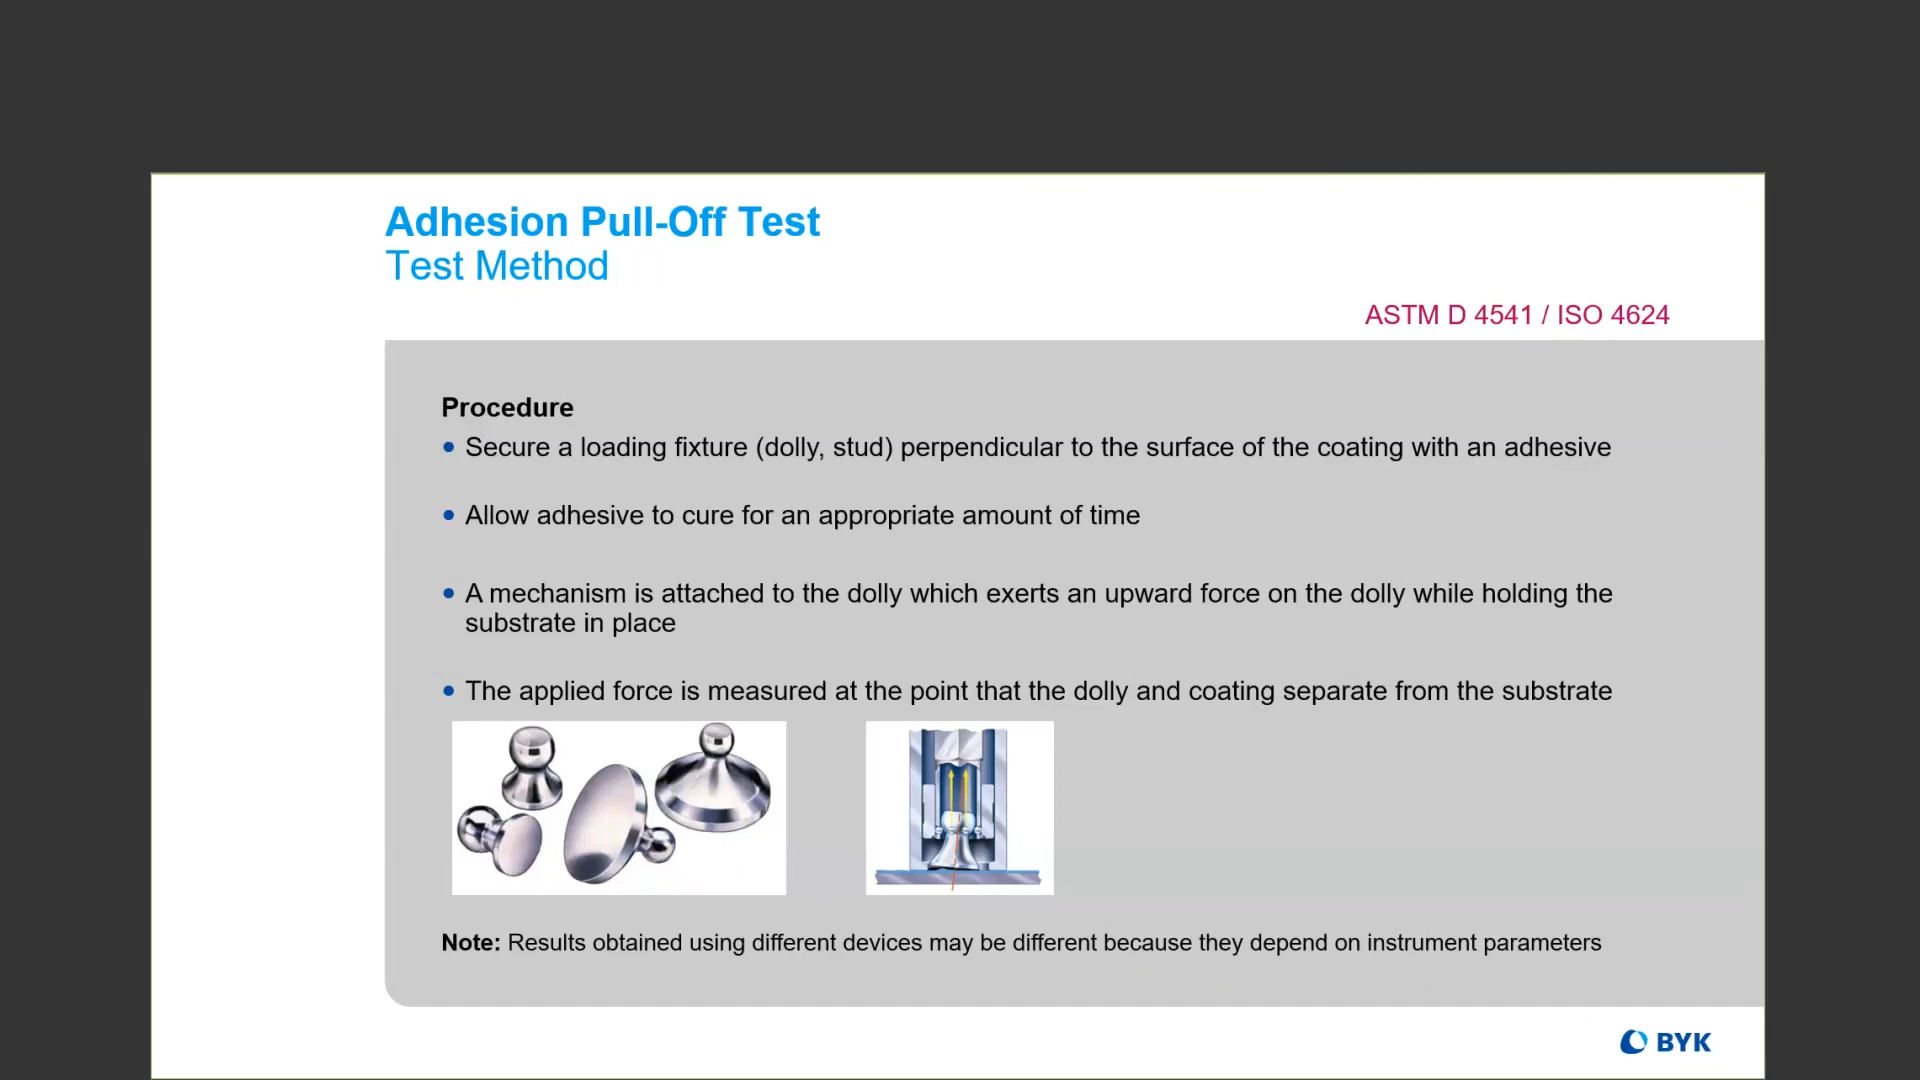 Adhesion Pull-Off Test
Test Method
ASTM D 4541 / ISO 4624
Procedure
• Secure a loading fixture (dolly, stud) perpendicular to the surface of the coating with an adhesive
• Allow adhesive to cure for an appropriate amount of time
• A mechanism is attached to the dolly which exerts an upward force on the dolly while holding the
substrate in place
• The applied force is measured at the point that the dolly and coating separate from the substrate
Note: Results obtained using different devices may be different because they depend on instrument parameters
BYK